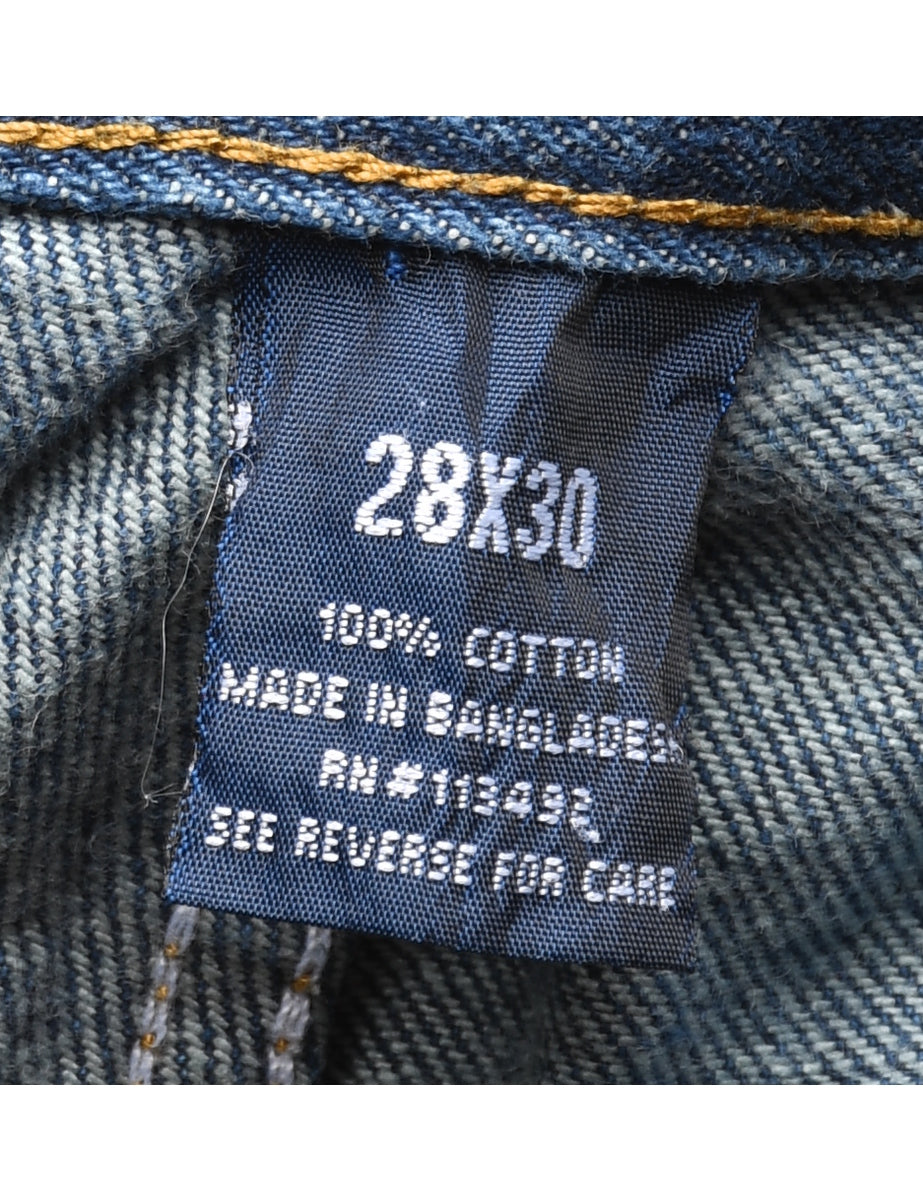 28X30
100% COTTON
MADE IN BANGLADESH
RN#113492
SEE REVERSE FOR CARE